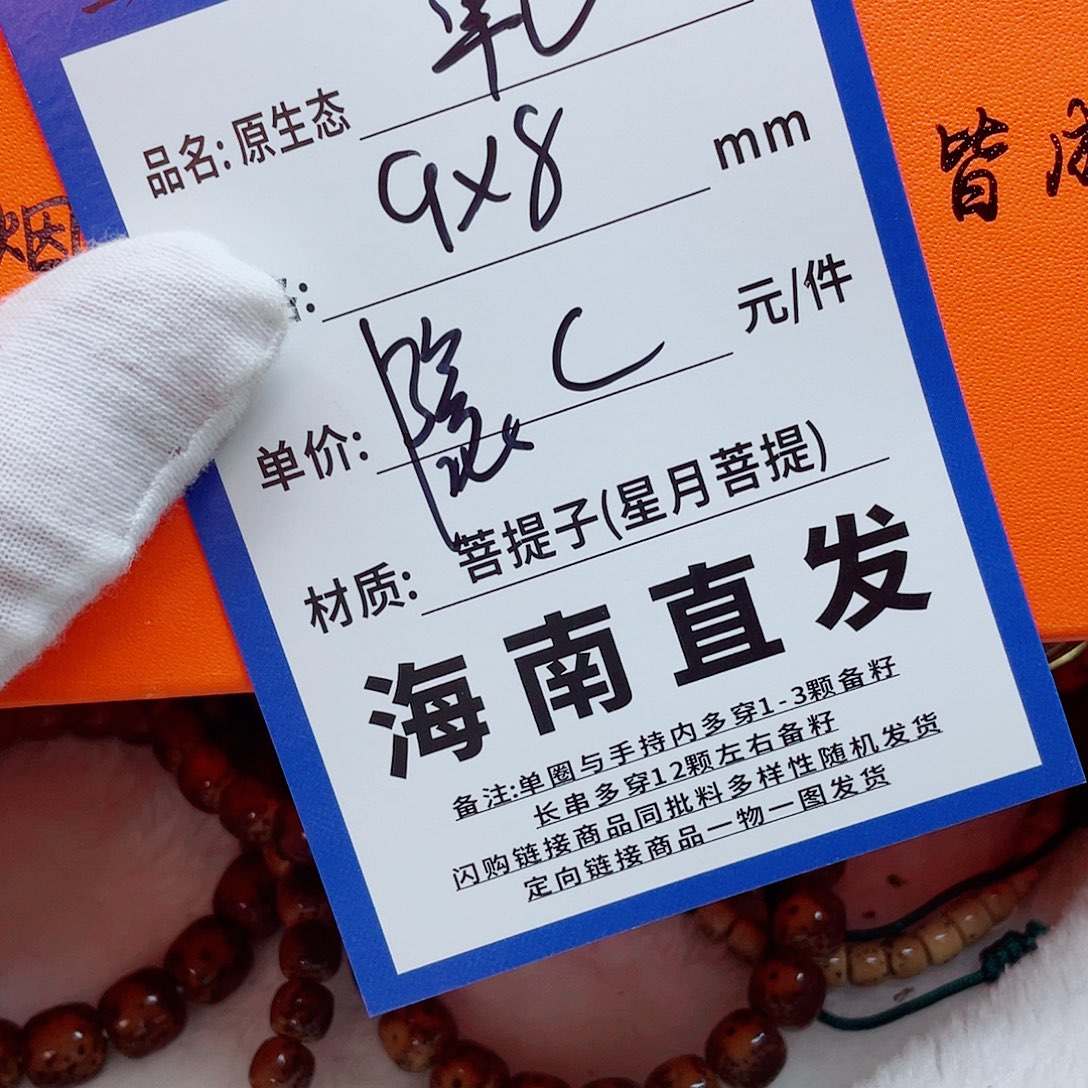 品名:原生态
9x8 mm
单价: 隐 C 元/件
材质: 菩提子(星月菩提)
海南直发
备注:单圈与手持内多穿1-3颗备籽
长串多穿12颗左右备籽
闪购链接商品同批料多样性随机发货
定向链接商品一物一图发货
烟
皆